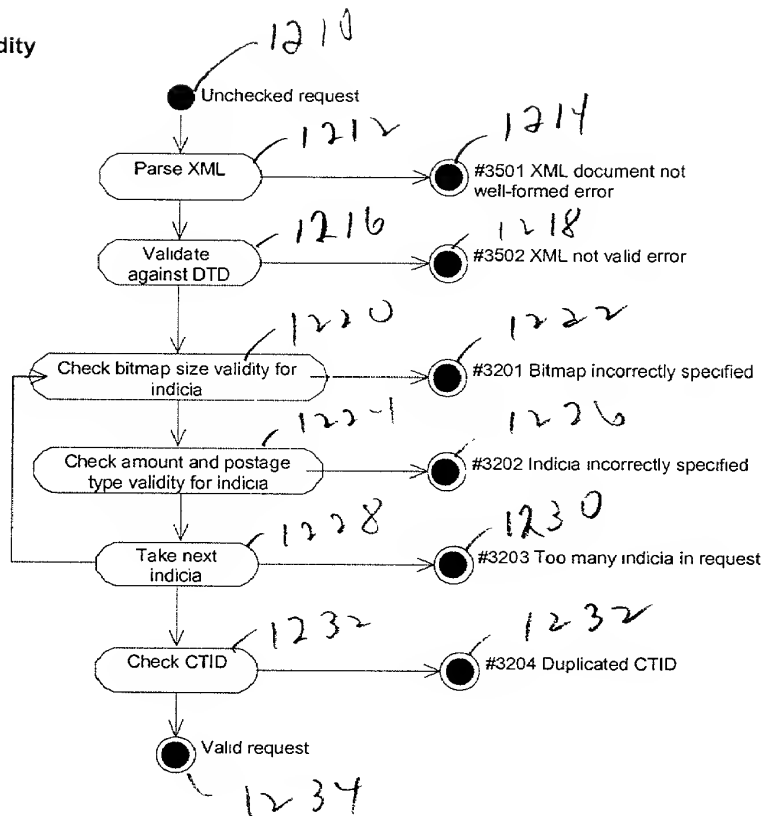 dity
1210
Unchecked request
1212
1214
Parse XML
#3501 XML document not
well-formed error
1216
1218
Validate
against DTD
#3502 XML not valid error
1220
1222
Check bitmap size validity for
indicia
#3201 Bitmap incorrectly specified
1224
1226
Check amount and postage
type validity for indicia
#3202 Indicia incorrectly specified
1228
1230
Take next
indicia
#3203 Too many indicia in request
1232
1232
Check CTID
#3204 Duplicated CTID
Valid request
1234